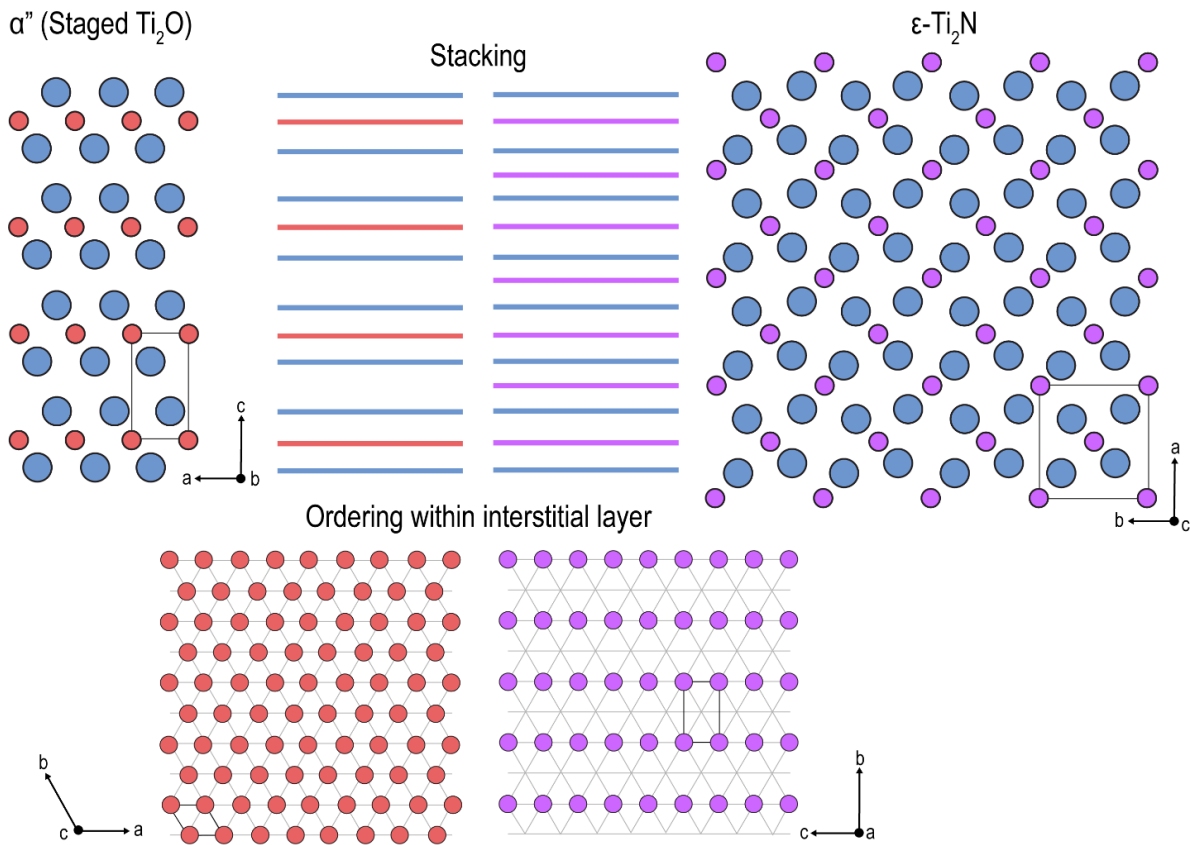 α” (Staged Ti₂O)
Stacking
ε-Ti₂N
c
a
b
a
b
c
Ordering within interstitial layer
b
c
a
b
c
a